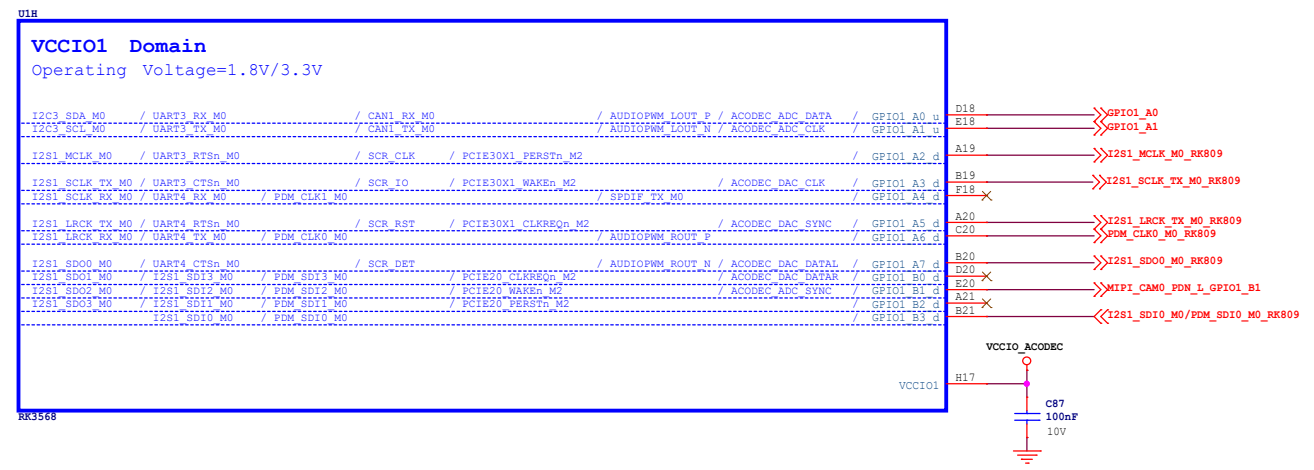 U1H
VCCIO1 Domain
Operating Voltage=1.8V/3.3V
I2C3_SDA_M0 / UART3_RX_M0 / CAN1_RX_M0 / AUDIOPWM_LOUT_P / ACODEC_ADC_DATA / GPIO1_A0_u D18 GPIO1_A0
I2C3_SCL_M0 / UART3_TX_M0 / CAN1_TX_M0 / AUDIOPWM_LOUT_N / ACODEC_ADC_CLK / GPIO1_A1_u E18 GPIO1_A1
I2S1_MCLK_M0 / UART3_RTSn_M0 / SCR_CLK / PCIE30X1_PERSTn_M2 / GPIO1_A2_d A19 I2S1_MCLK_M0_RK809
I2S1_SCLK_TX_M0 / UART3_CTSn_M0 / SCR_IO / PCIE30X1_WAKEn_M2 / ACODEC_DAC_CLK / GPIO1_A3_d B19 I2S1_SCLK_TX_M0_RK809
I2S1_SCLK_RX_M0 / UART4_RX_M0 / PDM_CLK1_M0 / SPDIF_TX_M0 / GPIO1_A4_d F18
I2S1_LRCK_TX_M0 / UART4_RTSn_M0 / SCR_RST / PCIE30X1_CLKREQn_M2 / ACODEC_DAC_SYNC / GPIO1_A5_d A20 I2S1_LRCK_TX_M0_RK809
I2S1_LRCK_RX_M0 / UART4_TX_M0 / PDM_CLK0_M0 / AUDIOPWM_ROUT_P / GPIO1_A6_d C20 PDM_CLK0_M0_RK809
I2S1_SDO0_M0 / UART4_CTSn_M0 / SCR_DET / AUDIOPWM_ROUT_N / ACODEC_DAC_DATAL / GPIO1_A7_d B20 I2S1_SDO0_M0_RK809
I2S1_SDO1_M0 / I2S1_SDI3_M0 / PDM_SDI3_M0 / PCIE20_CLKREQn_M2 / ACODEC_DAC_DATAR / GPIO1_B0_d D20
I2S1_SDO2_M0 / I2S1_SDI2_M0 / PDM_SDI2_M0 / PCIE20_WAKEn_M2 / ACODEC_ADC_SYNC / GPIO1_B1_d E20 MIPI_CAM0_PDN_L_GPIO1_B1
I2S1_SDO3_M0 / I2S1_SDI1_M0 / PDM_SDI1_M0 / PCIE20_PERSTn_M2 / GPIO1_B2_d A21
I2S1_SDI0_M0 / PDM_SDI0_M0 / GPIO1_B3_d B21 I2S1_SDI0_M0/PDM_SDI0_M0_RK809
VCCIO_ACODEC
VCCIO1 H17
C87
100nF
10V
RK3568